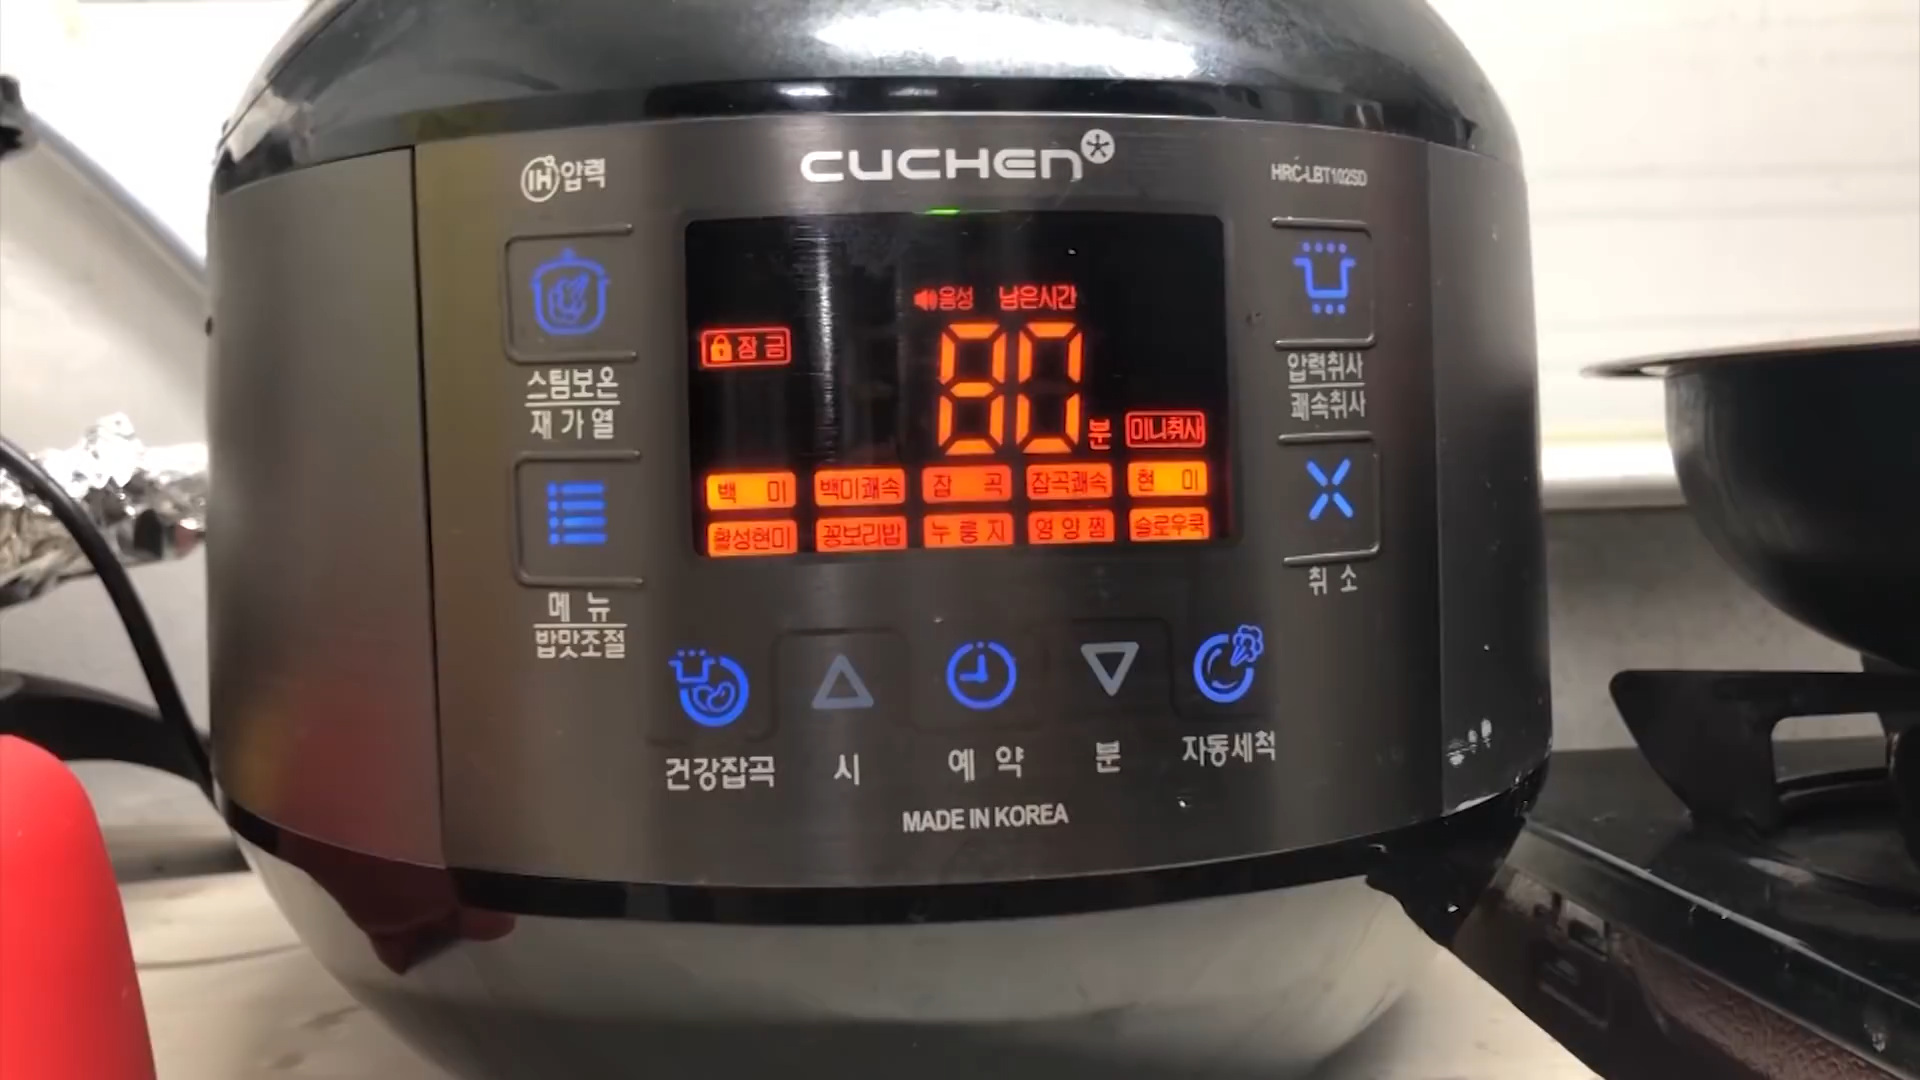 IH압력
CUCHEN
HRC-LBT102SD
음성 남은시간
잠금
80분
미니취사
백미 백미쾌속 잡곡 잡곡쾌속 현미
활성현미 콩보리밥 누룽지 영양찜 슬로우쿡
스팀보온
재가열
메뉴
밥맛조절
압력취사
쾌속취사
취소
건강잡곡 시 예약 분 자동세척
MADE IN KOREA